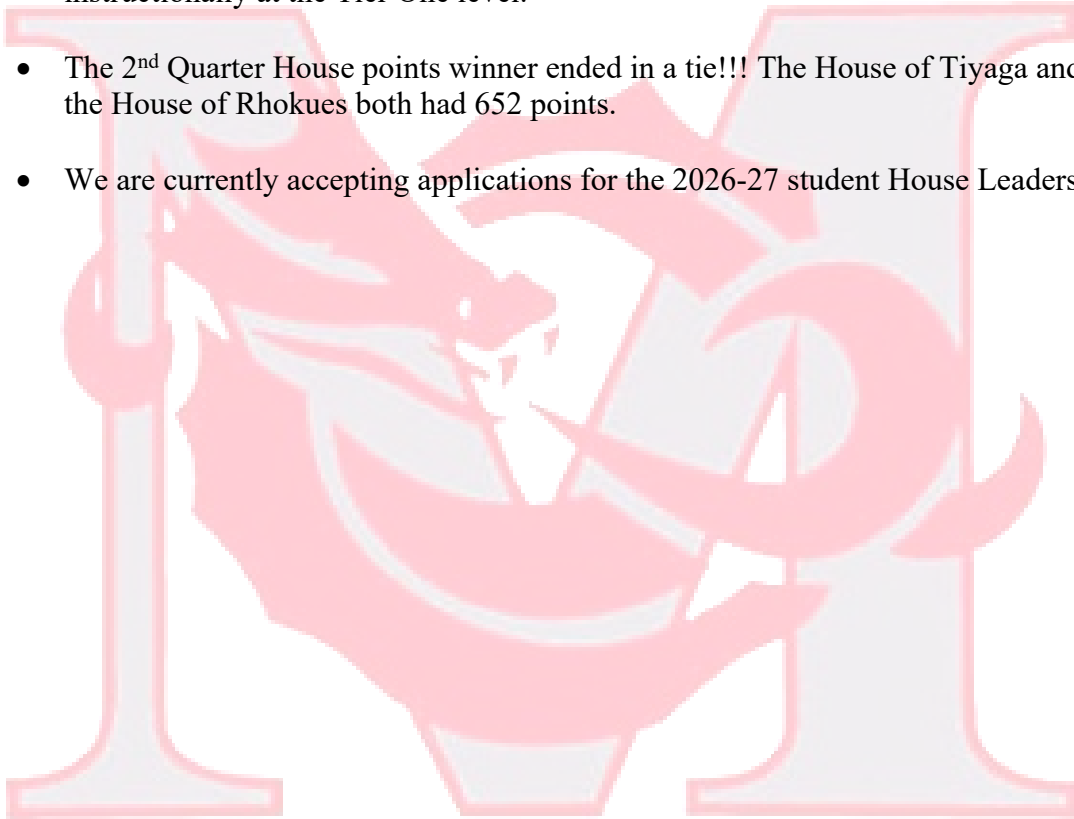 instructionally at the Tier One level.
• The 2nd Quarter House points winner ended in a tie!!! The House of Tiyaga and
the House of Rhokues both had 652 points.
• We are currently accepting applications for the 2026-27 student House Leaders